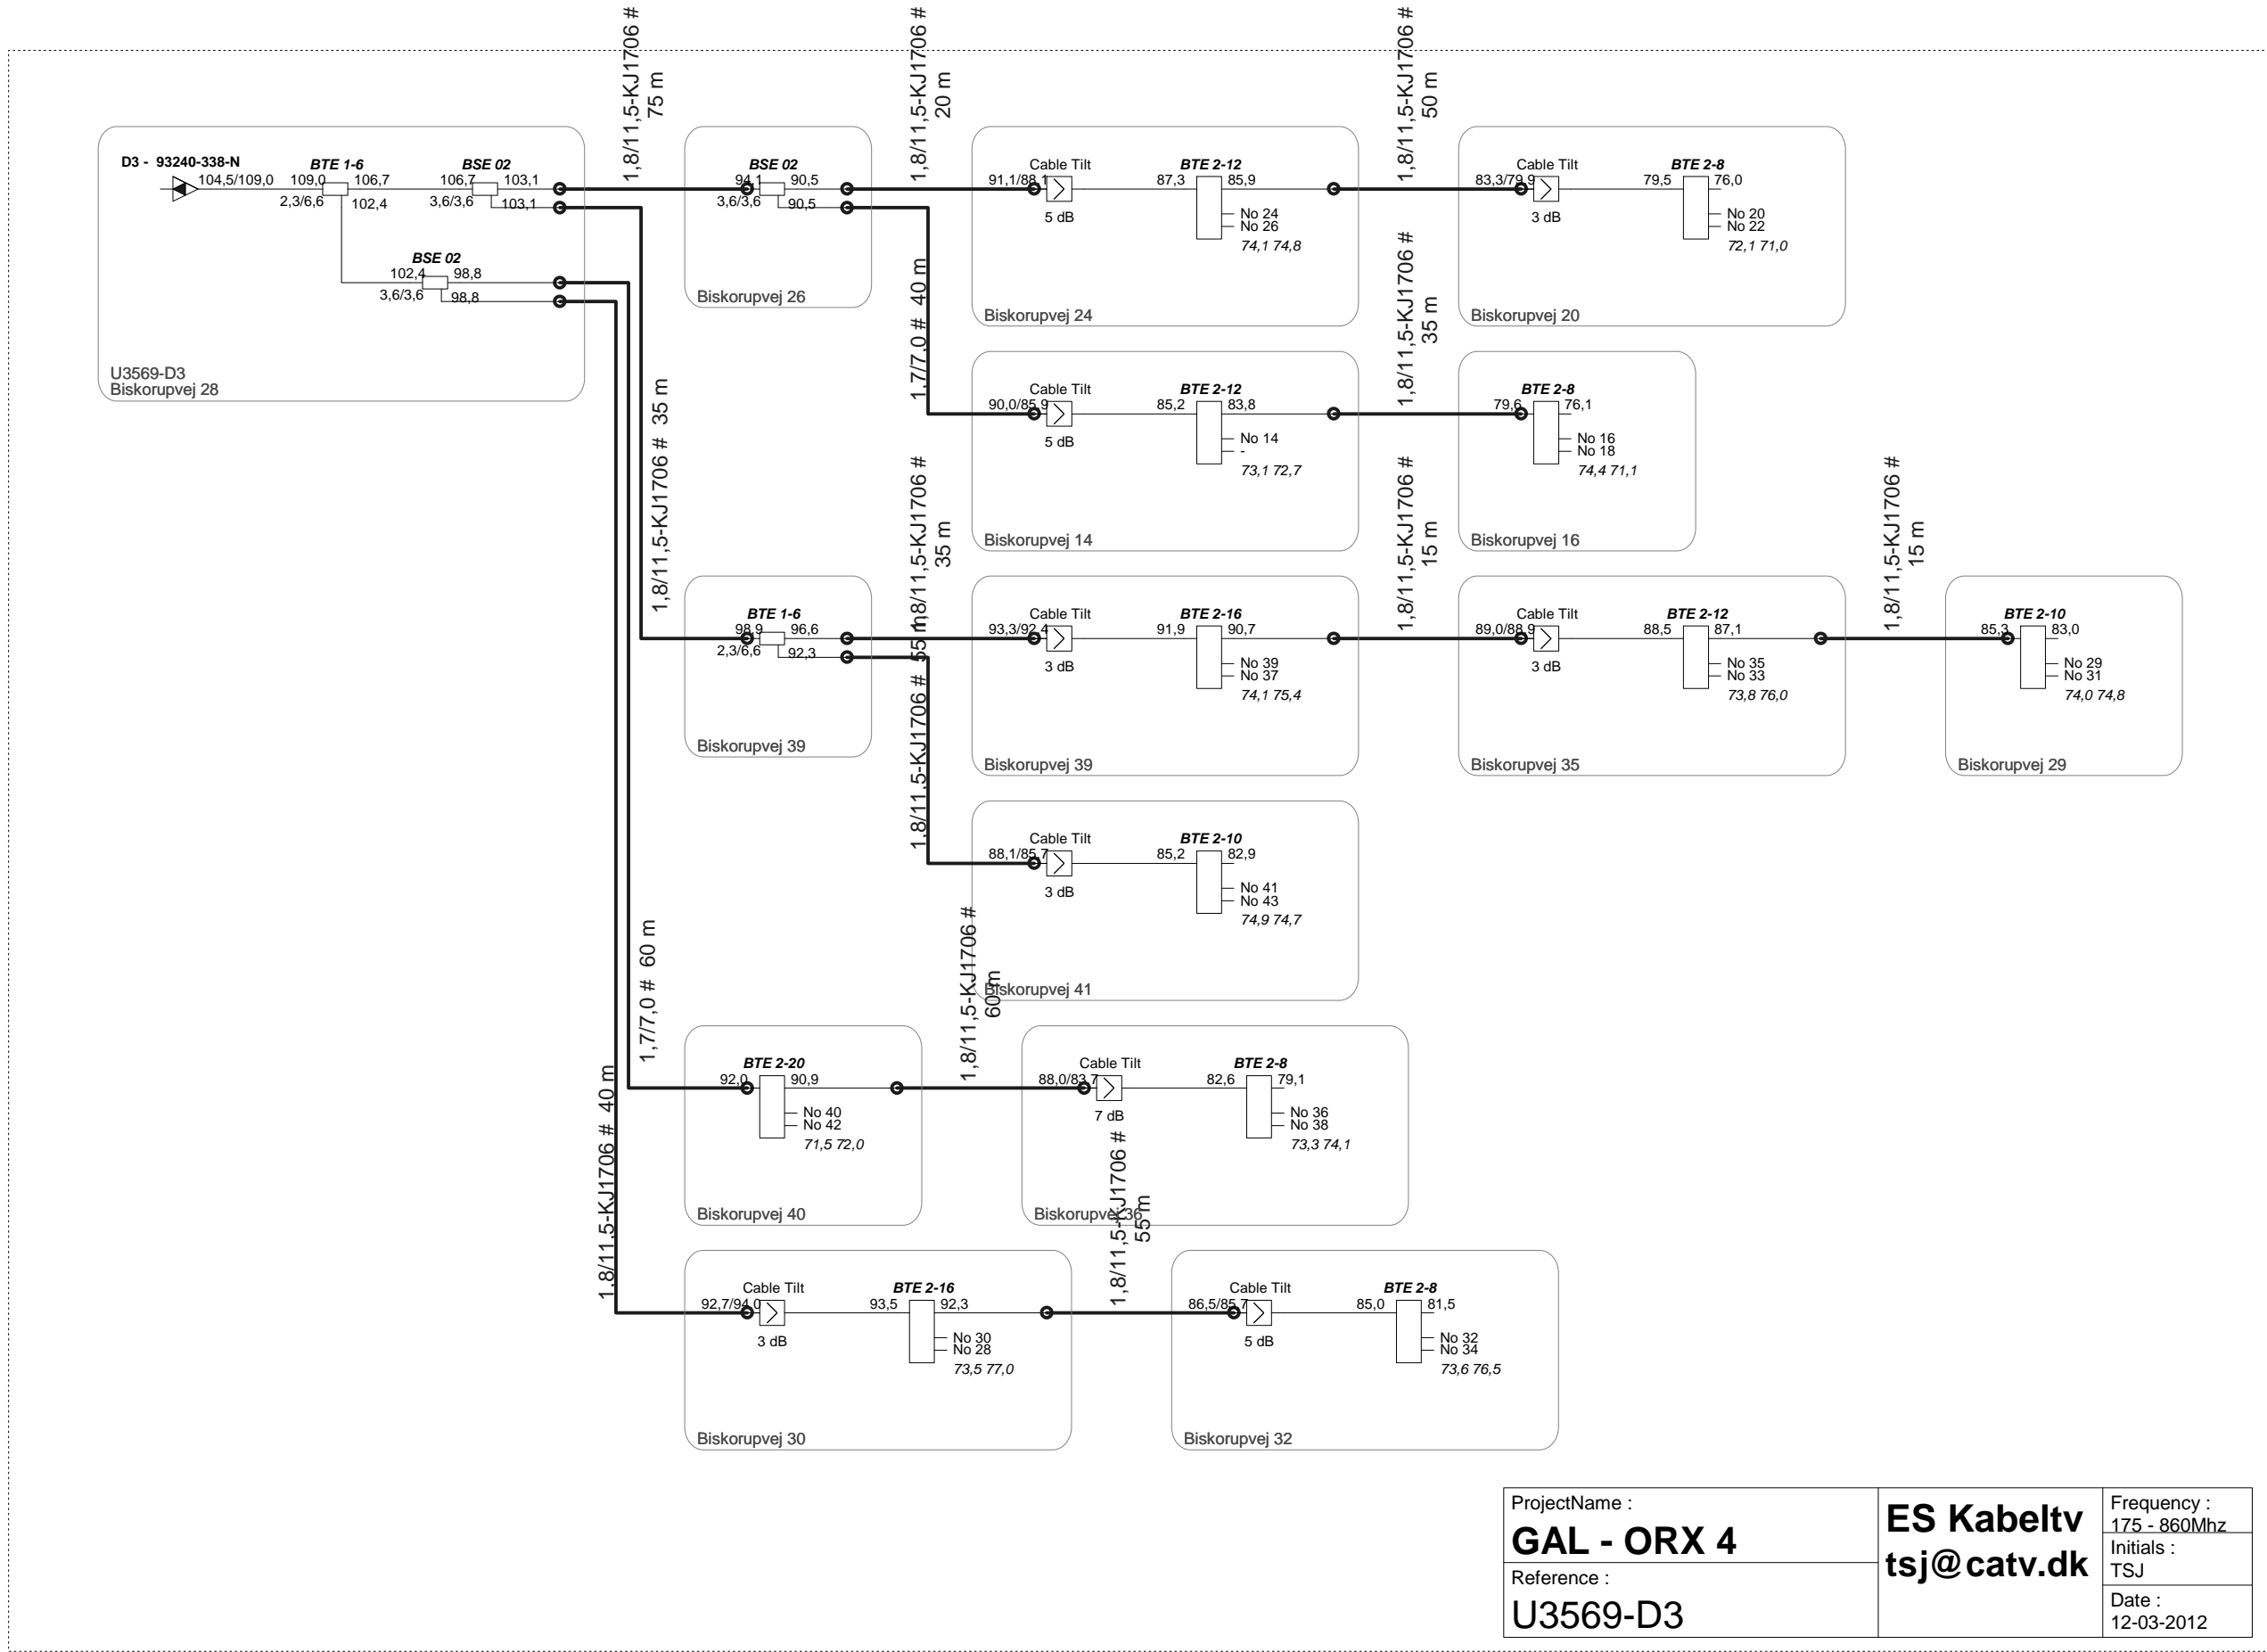 1,8/11,5-KJ1706 #
75 m
1,8/11,5-KJ1706 #
20 m
1,8/11,5-KJ1706 #
50 m
D3 - 93240-338-N
104,5/109,0
BTE 1-6
109,0 106,7
2,3/6,6 102,4
BSE 02
106,7 103,1
3,6/3,6 103,1
BSE 02
102,4 98,8
3,6/3,6 98,8
U3569-D3
Biskorupvej 28
BSE 02
94,1 90,5
3,6/3,6 90,5
Biskorupvej 26
Cable Tilt
91,1/88,1
5 dB
BTE 2-12
87,3 85,9
No 24
No 26
74,1 74,8
Biskorupvej 24
Cable Tilt
83,3/79,9
3 dB
BTE 2-8
79,5 76,0
No 20
No 22
72,1 71,0
Biskorupvej 20
1,7/7,0 # 40 m
1,8/11,5-KJ1706 #
35 m
Cable Tilt
90,0/85,9
5 dB
BTE 2-12
85,2 83,8
No 14
-
73,1 72,7
Biskorupvej 14
BTE 2-8
79,6 76,1
No 16
No 18
74,4 71,1
Biskorupvej 16
1,8/11,5-KJ1706 # 35 m
1,8/11,5-KJ1706 #
35 m
1,8/11,5-KJ1706 #
15 m
1,8/11,5-KJ1706 #
15 m
BTE 1-6
98,9 96,6
2,3/6,6 92,3
Biskorupvej 39
Cable Tilt
93,3/92,4
3 dB
BTE 2-16
91,9 90,7
No 39
No 37
74,1 75,4
Biskorupvej 39
Cable Tilt
89,0/88,9
3 dB
BTE 2-12
88,5 87,1
No 35
No 33
73,8 76,0
Biskorupvej 35
BTE 2-10
85,3 83,0
No 29
No 31
74,0 74,8
Biskorupvej 29
1,8/11,5-KJ1706 # 55 m
Cable Tilt
88,1/85,7
3 dB
BTE 2-10
85,2 82,9
No 41
No 43
74,9 74,7
Biskorupvej 41
1,7/7,0 # 60 m
1,8/11,5-KJ1706 #
60 m
BTE 2-20
92,0 90,9
No 40
No 42
71,5 72,0
Biskorupvej 40
Cable Tilt
88,0/83,7
7 dB
BTE 2-8
82,6 79,1
No 36
No 38
73,3 74,1
Biskorupvej 36
1,8/11,5-KJ1706 # 40 m
1,8/11,5-KJ1706 #
55 m
Cable Tilt
92,7/94,0
3 dB
BTE 2-16
93,5 92,3
No 30
No 28
73,5 77,0
Biskorupvej 30
Cable Tilt
86,5/85,7
5 dB
BTE 2-8
85,0 81,5
No 32
No 34
73,6 76,5
Biskorupvej 32
ProjectName :
GAL - ORX 4
Reference :
U3569-D3
ES Kabeltv
tsj@catv.dk
Frequency :
175 - 860Mhz
Initials :
TSJ
Date :
12-03-2012